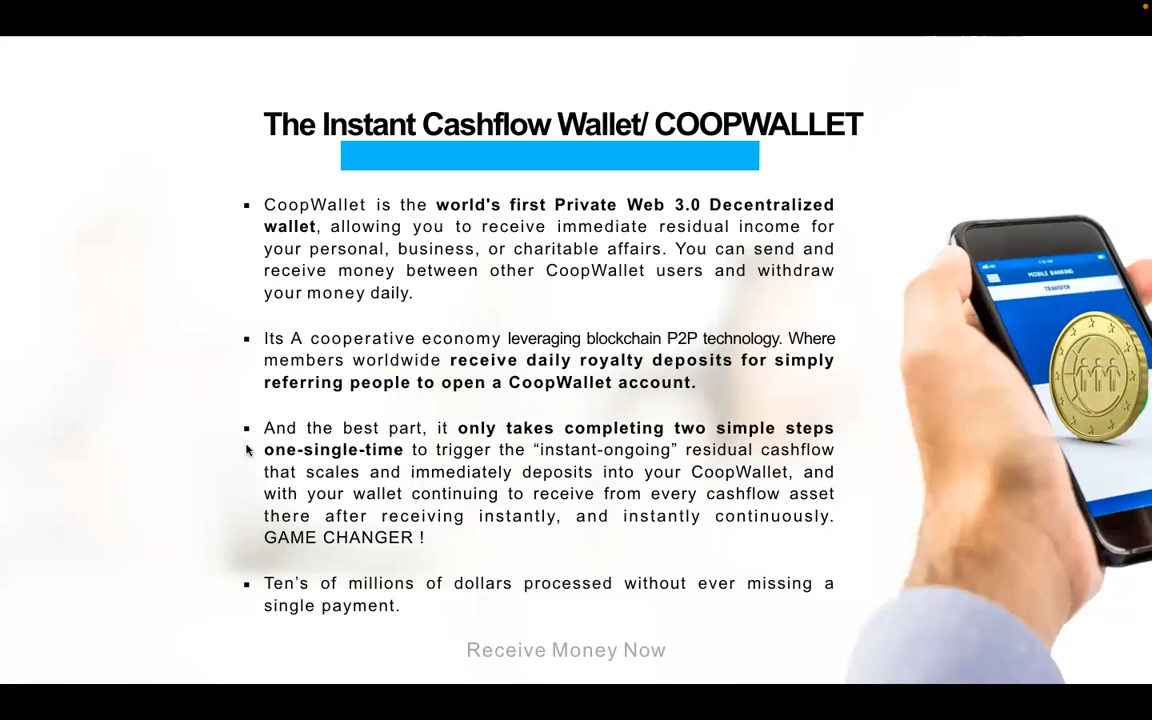 The Instant Cashflow Wallet/ COOPWALLET
▪ CoopWallet is the world's first Private Web 3.0 Decentralized
wallet, allowing you to receive immediate residual income for
your personal, business, or charitable affairs. You can send and
receive money between other CoopWallet users and withdraw
your money daily.
▪ Its A cooperative economy leveraging blockchain P2P technology. Where
members worldwide receive daily royalty deposits for simply
referring people to open a CoopWallet account.
▪ And the best part, it only takes completing two simple steps
one-single-time to trigger the “instant-ongoing” residual cashflow
that scales and immediately deposits into your CoopWallet, and
with your wallet continuing to receive from every cashflow asset
there after receiving instantly, and instantly continuously.
GAME CHANGER !
▪ Ten’s of millions of dollars processed without ever missing a
single payment.
Receive Money Now
MOBILE BANKING
TRANSFER